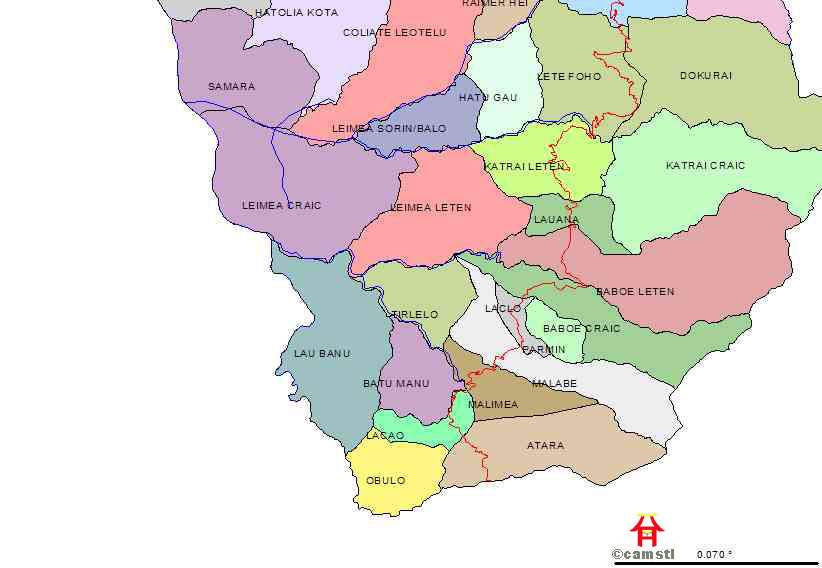 RAIMER HEI
HATOLIA KOTA
COLIATE LEOTELU
LETE FOHO
DOKURAI
SAMARA
HATU GAU
LEIMEA SORIN/BALO
KATRAI LETEN
KATRAI CRAIC
LEIMEA CRAIC
LEIMEA LETEN
LAUANA
BABOE LETEN
LACLO
TIRLELO
BABOE CRAIC
PARMIN
LAU BANU
BATU MANU
MALABE
MALIMEA
LACAO
ATARA
OBULO
©camstl
0.070 °